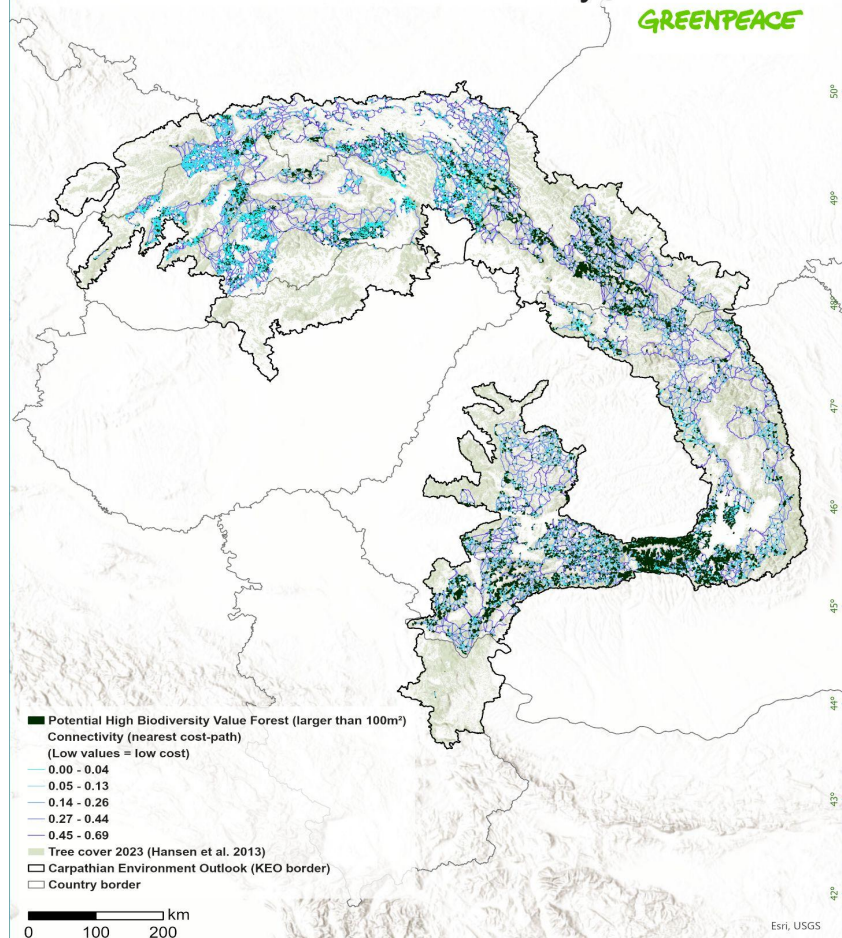 GREENPEACE
50°
49°
48°
47°
46°
45°
44°
43°
42°
Potential High Biodiversity Value Forest (larger than 100m²)
Connectivity (nearest cost-path)
(Low values = low cost)
0.00 - 0.04
0.05 - 0.13
0.14 - 0.26
0.27 - 0.44
0.45 - 0.69
Tree cover 2023 (Hansen et al. 2013)
Carpathian Environment Outlook (KEO border)
Country border
km
0 100 200
Esri, USGS